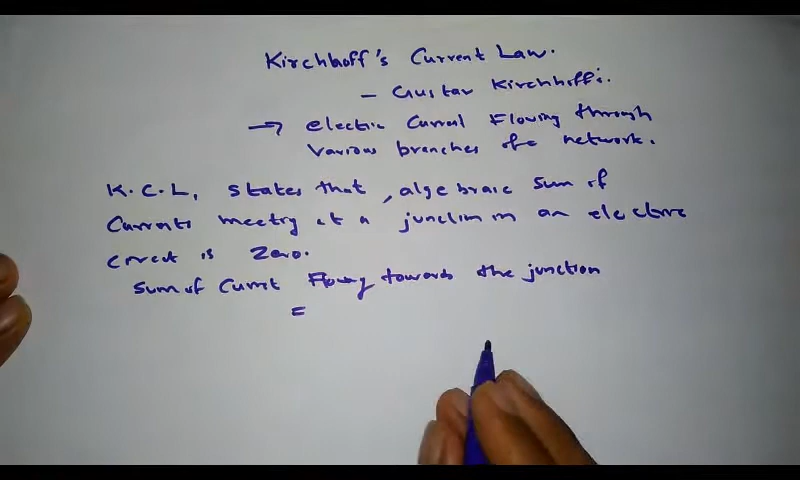 Kirchhoff's Current Law.
- Gustav Kirchhoff's.
→ electric Current Flowing through
various branches of a network.
K.C.L, states that, algebraic sum of
Currents meeting at a junction in an electric
circuit is Zero.
Sum of Current Flowing towards the junction
=